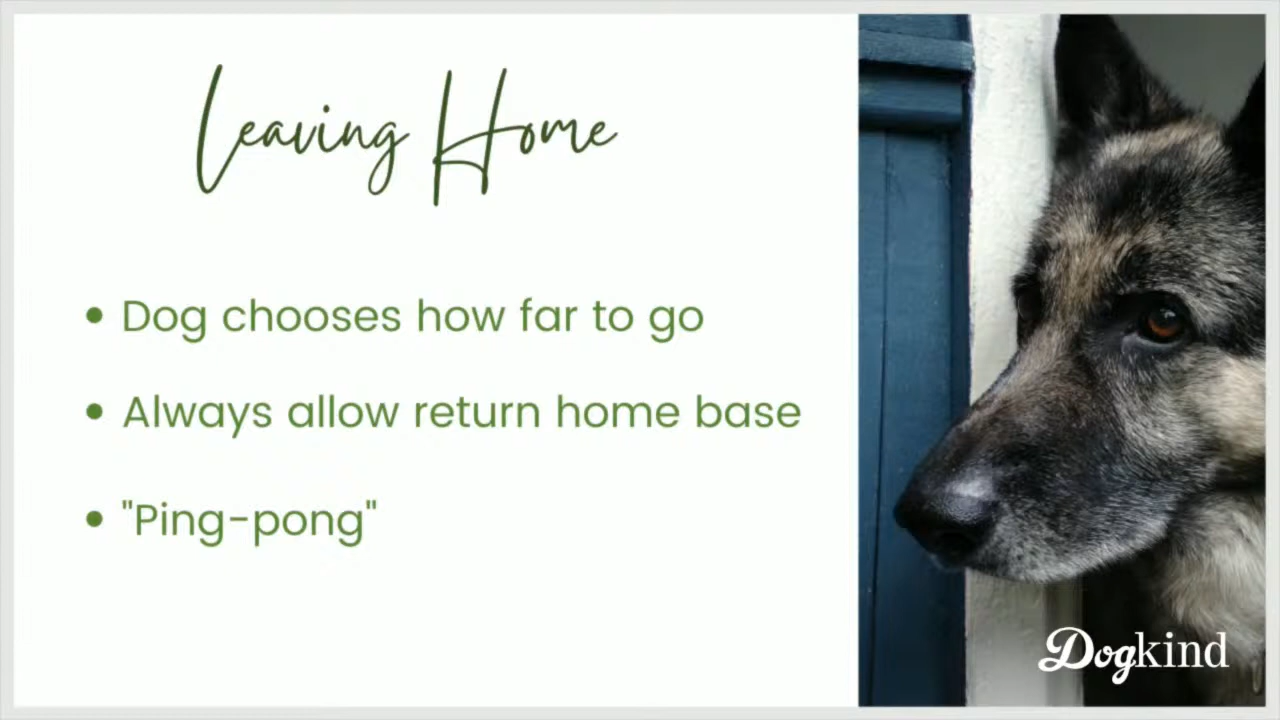 Leaving Home
• Dog chooses how far to go
• Always allow return home base
• "Ping-pong"
Dogkind